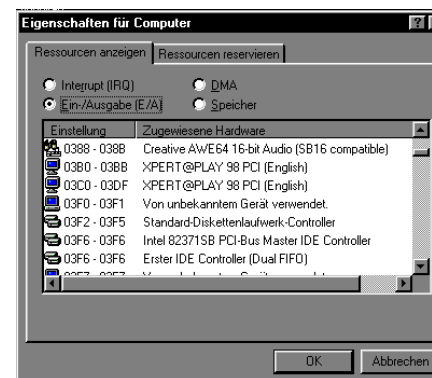 Eigenschaften für Computer
Ressourcen anzeigen Ressourcen reservieren
Interrupt (IRQ) DMA
Ein-/Ausgabe (E/A) Speicher
Einstellung Zugewiesene Hardware
0388 - 038B Creative AWE64 16-bit Audio (SB16 compatible)
03B0 - 03BB XPERT@PLAY 98 PCI (English)
03C0 - 03DF XPERT@PLAY 98 PCI (English)
03F0 - 03F1 Von unbekanntem Gerät verwendet.
03F2 - 03F5 Standard-Diskettenlaufwerk-Controller
03F6 - 03F6 Intel 82371SB PCI-Bus Master IDE Controller
03F6 - 03F6 Erster IDE Controller (Dual FIFO)
OK Abbrechen